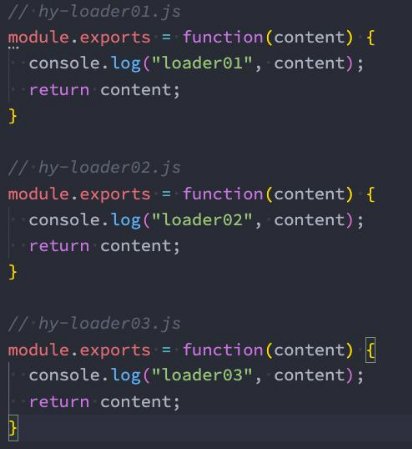 // hy-loader01.js
module.exports = function(content) {
  console.log("loader01", content);
  return content;
}
// hy-loader02.js
module.exports = function(content) {
  console.log("loader02", content);
  return content;
}
// hy-loader03.js
module.exports = function(content) {
  console.log("loader03", content);
  return content;
}